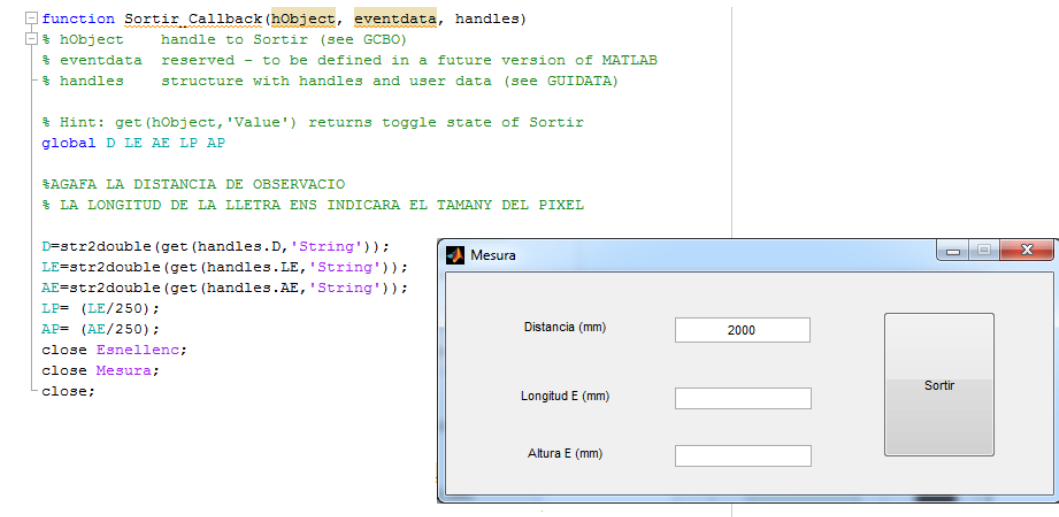 function Sortir_Callback(hObject, eventdata, handles)
% hObject    handle to Sortir (see GCBO)
% eventdata  reserved - to be defined in a future version of MATLAB
% handles    structure with handles and user data (see GUIDATA)
% Hint: get(hObject,'Value') returns toggle state of Sortir
global D LE AE LP AP
%AGAFA LA DISTANCIA DE OBSERVACIO
% LA LONGITUD DE LA LLETRA ENS INDICARA EL TAMANY DEL PIXEL
D=str2double(get(handles.D,'String'));
LE=str2double(get(handles.LE,'String'));
AE=str2double(get(handles.AE,'String'));
LP= (LE/250);
AP= (AE/250);
close Esnellenc;
close Mesura;
close;
Mesura
Distancia (mm)
2000
Longitud E (mm)
Altura E (mm)
Sortir